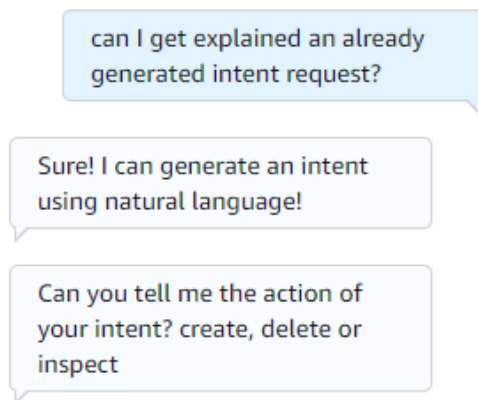 can I get explained an already
generated intent request?
Sure! I can generate an intent
using natural language!
Can you tell me the action of
your intent? create, delete or
inspect